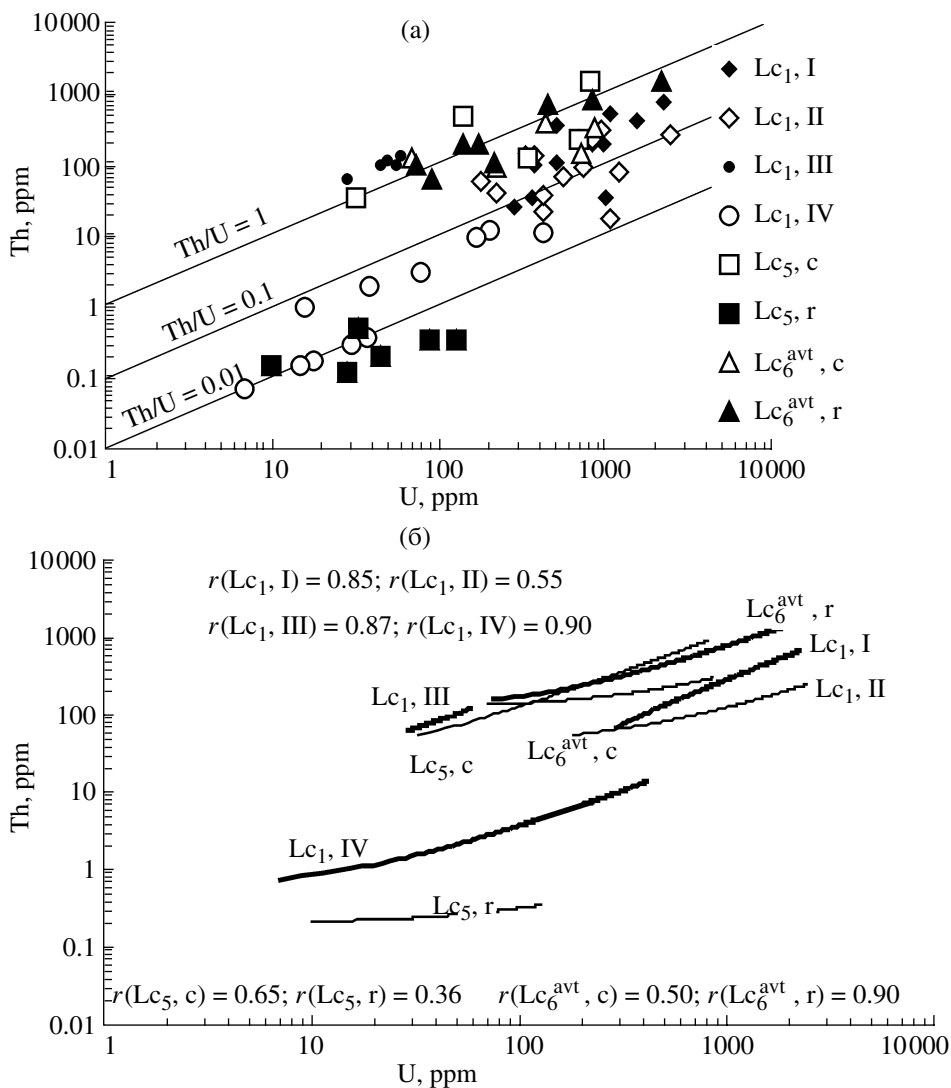 (а)
10000
1000
100
10
1
0.1
0.01
Th, ppm
Th/U = 1
Th/U = 0.1
Th/U = 0.01
1
10
100
1000
10000
U, ppm
Lc1, I
Lc1, II
Lc1, III
Lc1, IV
Lc5, c
Lc5, r
Lc6avt, c
Lc6avt, r
(б)
10000
1000
100
10
1
0.1
0.01
Th, ppm
r(Lc1, I) = 0.85; r(Lc1, II) = 0.55
r(Lc1, III) = 0.87; r(Lc1, IV) = 0.90
Lc6avt, r
Lc1, I
Lc1, II
Lc1, III
Lc5, c
Lc6avt, c
Lc1, IV
Lc5, r
r(Lc5, c) = 0.65; r(Lc5, r) = 0.36 r(Lc6avt, c) = 0.50; r(Lc6avt, r) = 0.90
1
10
100
1000
10000
U, ppm